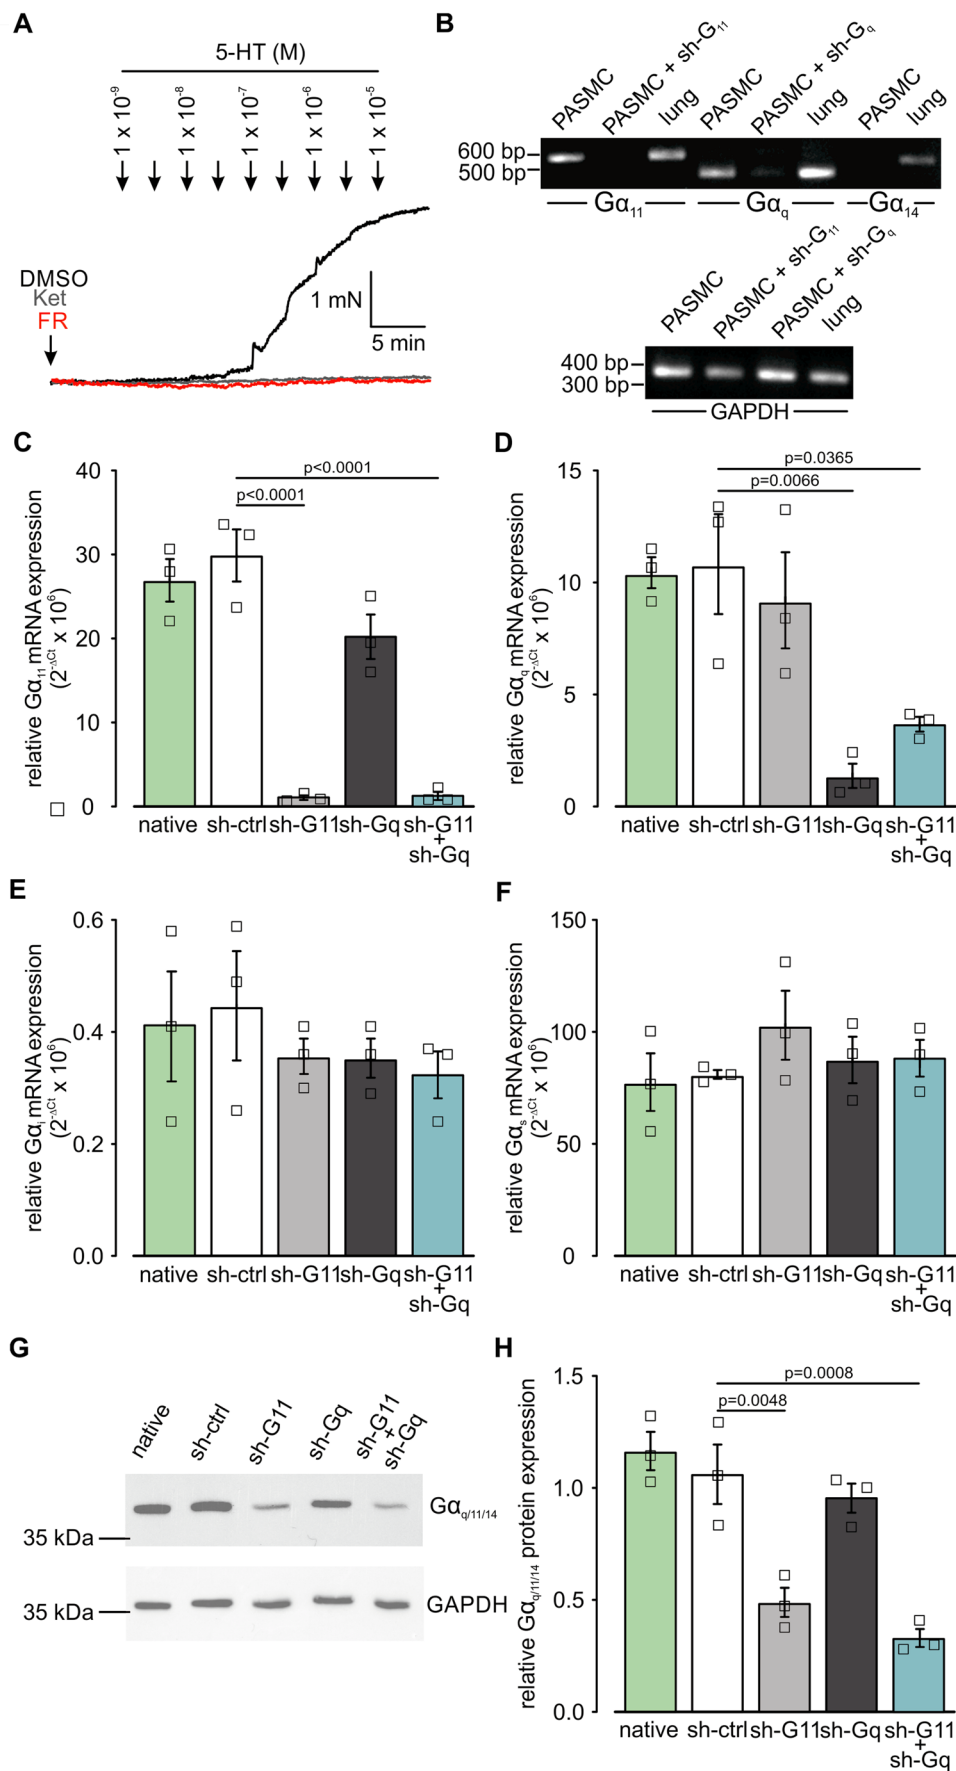 A
5-HT (M)
1 x 10-9
1 x 10-8
1 x 10-7
1 x 10-6
1 x 10-5
DMSO
Ket
FR
1 mN
5 min
B
PASMC
PASMC + sh-G11
lung
PASMC
PASMC + sh-Gq
lung
PASMC
lung
600 bp
500 bp
Gα11
Gαq
Gα14
PASMC
PASMC + sh-G11
PASMC + sh-Gq
lung
400 bp
300 bp
GAPDH
C
relative Gα11 mRNA expression
(2-ΔCt x 106)
40
30
20
10
0
p<0.0001
p<0.0001
native sh-ctrl sh-G11 sh-Gq sh-G11
+
sh-Gq
D
relative Gαq mRNA expression
(2-ΔCt x 106)
15
10
5
0
p=0.0365
p=0.0066
native sh-ctrl sh-G11 sh-Gq sh-G11
+
sh-Gq
E
relative Gαi mRNA expression
(2-ΔCt x 106)
0.6
0.4
0.2
0.0
native sh-ctrl sh-G11 sh-Gq sh-G11
+
sh-Gq
F
relative Gαs mRNA expression
(2-ΔCt x 106)
150
100
50
0
native sh-ctrl sh-G11 sh-Gq sh-G11
+
sh-Gq
G
native
sh-ctrl
sh-G11
sh-Gq
sh-G11
+
sh-Gq
Gαq/11/14
35 kDa
35 kDa
GAPDH
H
relative Gαq/11/14 protein expression
1.5
1.0
0.5
0.0
p=0.0008
p=0.0048
native sh-ctrl sh-G11 sh-Gq sh-G11
+
sh-Gq